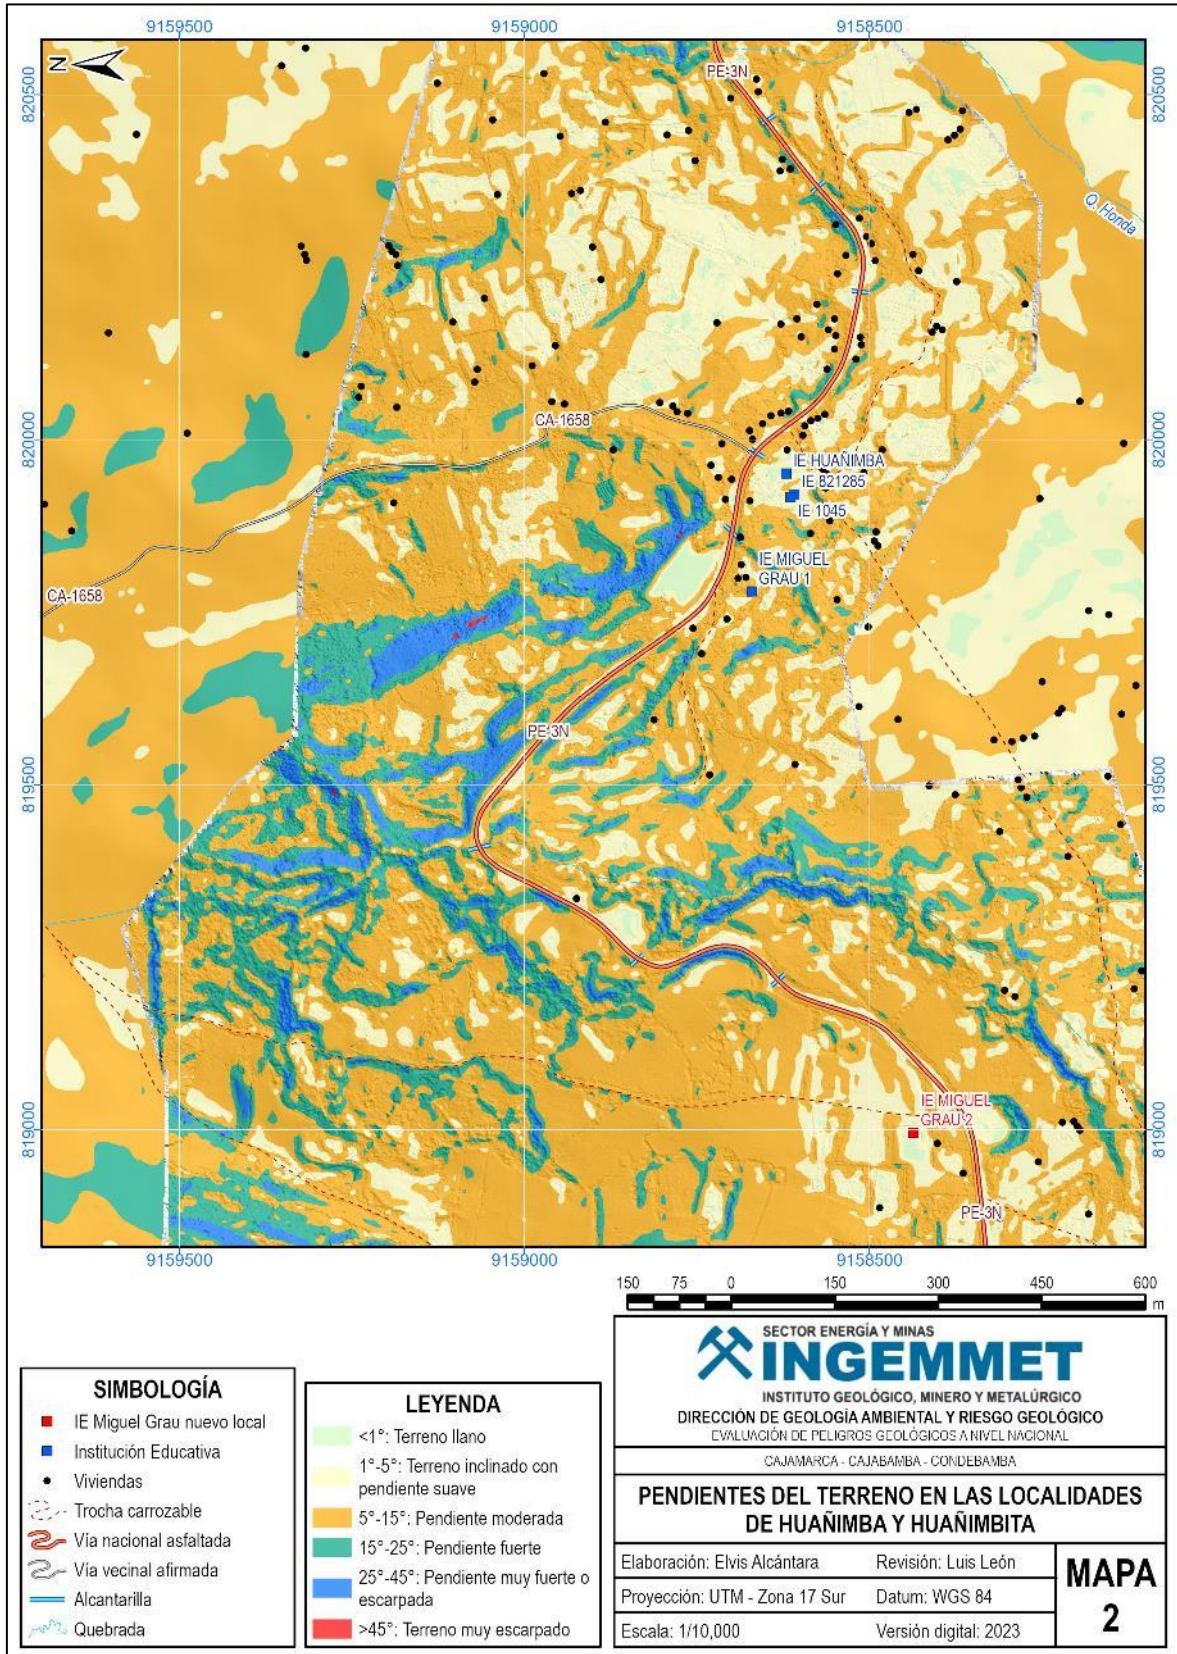 9159500
9159000
9158500
N
820500
820500
PE-3N
Q. Honda
820000
820000
CA-1658
IE HUAÑIMBA
IE 821285
IE 1045
IE MIGUEL
GRAU 1
CA-1658
PE-3N
819500
819500
819000
819000
IE MIGUEL
GRAU 2
PE-3N
9159500
9159000
9158500
150 75 0 150 300 450 600
m
SIMBOLOGÍA
IE Miguel Grau nuevo local
Institución Educativa
Viviendas
Trocha carrozable
Vía nacional asfaltada
Vía vecinal afirmada
Alcantarilla
Quebrada
LEYENDA
<1°: Terreno llano
1°-5°: Terreno inclinado con
pendiente suave
5°-15°: Pendiente moderada
15°-25°: Pendiente fuerte
25°-45°: Pendiente muy fuerte o
escarpada
>45°: Terreno muy escarpado
SECTOR ENERGÍA Y MINAS
INGEMMET
INSTITUTO GEOLÓGICO, MINERO Y METALÚRGICO
DIRECCIÓN DE GEOLOGÍA AMBIENTAL Y RIESGO GEOLÓGICO
EVALUACIÓN DE PELIGROS GEOLÓGICOS A NIVEL NACIONAL
CAJAMARCA - CAJABAMBA - CONDEBAMBA
PENDIENTES DEL TERRENO EN LAS LOCALIDADES
DE HUAÑIMBA Y HUAÑIMBITA
Elaboración: Elvis Alcántara Revisión: Luis León
Proyección: UTM - Zona 17 Sur Datum: WGS 84
Escala: 1/10,000 Versión digital: 2023
MAPA
2